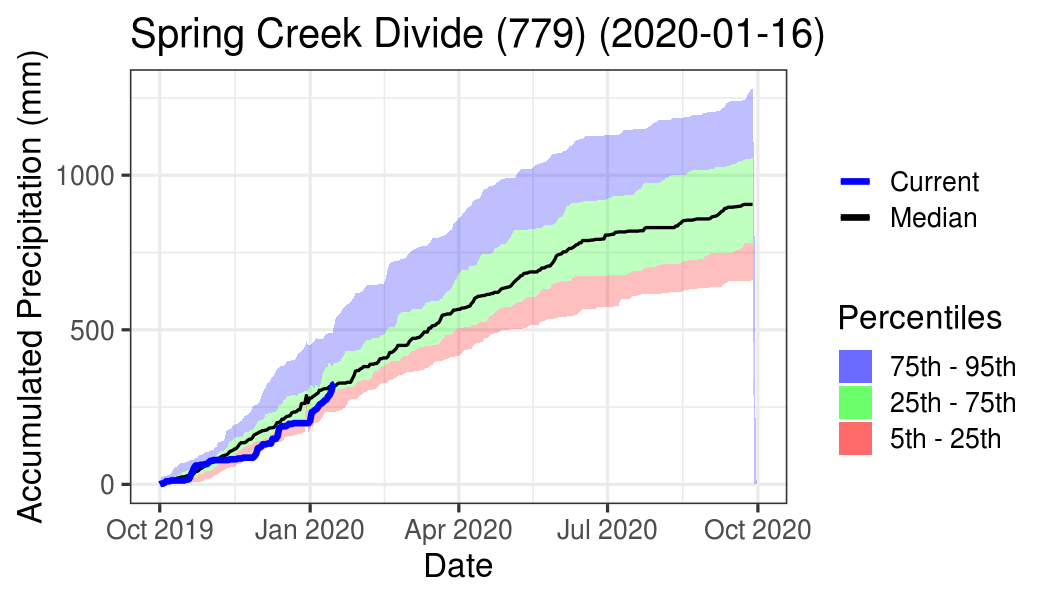 Spring Creek Divide (779) (2020-01-16)
Accumulated Precipitation (mm)
1000
500
0
Oct 2019
Jan 2020
Apr 2020
Jul 2020
Oct 2020
Date
Current
Median
Percentiles
75th - 95th
25th - 75th
5th - 25th